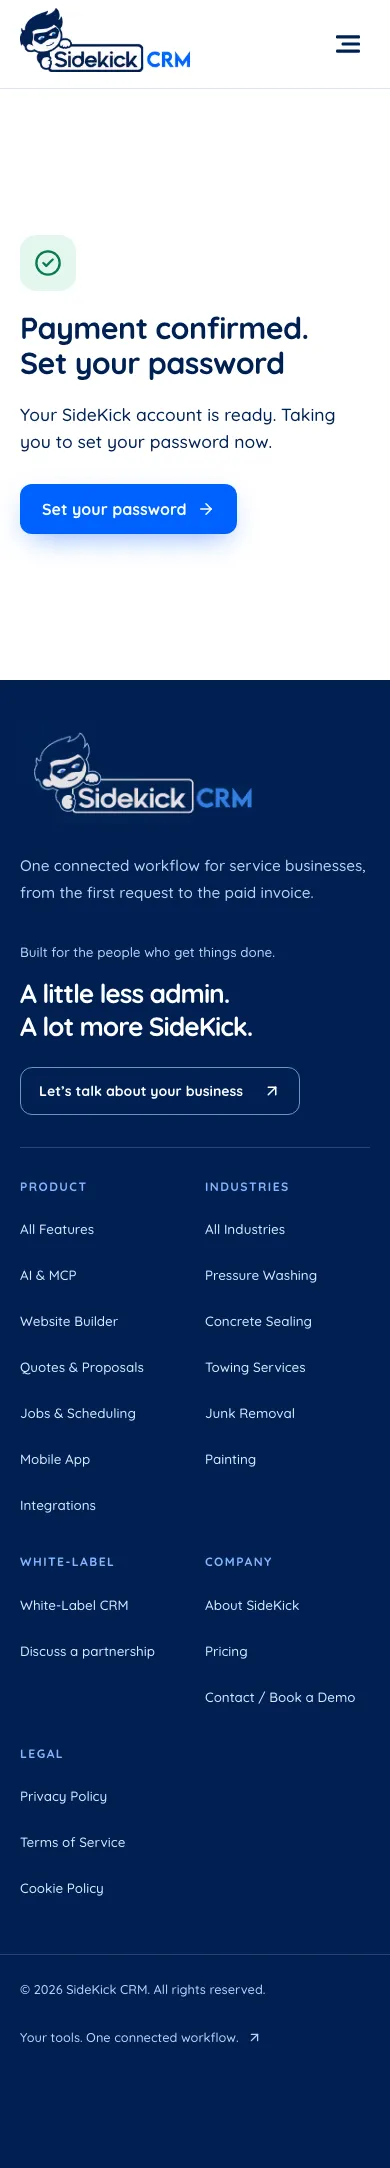 Sidekick CRM
Payment confirmed.
Set your password
Your SideKick account is ready. Taking
you to set your password now.
Set your password
Sidekick CRM
One connected workflow for service businesses,
from the first request to the paid invoice.
Built for the people who get things done.
A little less admin.
A lot more SideKick.
Let’s talk about your business
PRODUCT
All Features
AI & MCP
Website Builder
Quotes & Proposals
Jobs & Scheduling
Mobile App
Integrations
INDUSTRIES
All Industries
Pressure Washing
Concrete Sealing
Towing Services
Junk Removal
Painting
WHITE-LABEL
White-Label CRM
Discuss a partnership
COMPANY
About SideKick
Pricing
Contact / Book a Demo
LEGAL
Privacy Policy
Terms of Service
Cookie Policy
© 2026 SideKick CRM. All rights reserved.
Your tools. One connected workflow.